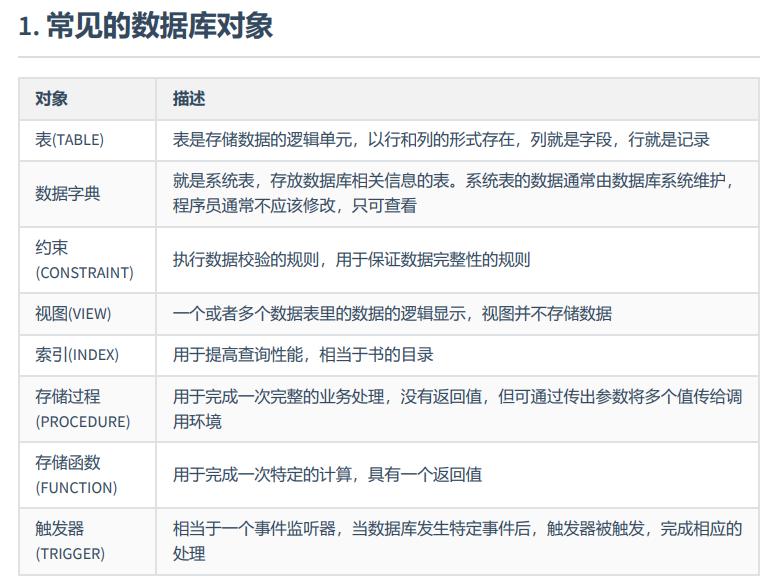 1. 常见的数据库对象
对象 描述
表(TABLE) 表是存储数据的逻辑单元，以行和列的形式存在，列就是字段，行就是记录
数据字典 就是系统表，存放数据库相关信息的表。系统表的数据通常由数据库系统维护，
程序员通常不应该修改，只可查看
约束
(CONSTRAINT) 执行数据校验的规则，用于保证数据完整性的规则
视图(VIEW) 一个或者多个数据表里的数据的逻辑显示，视图并不存储数据
索引(INDEX) 用于提高查询性能，相当于书的目录
存储过程
(PROCEDURE) 用于完成一次完整的业务处理，没有返回值，但可通过传出参数将多个值传给调
用环境
存储函数
(FUNCTION) 用于完成一次特定的计算，具有一个返回值
触发器
(TRIGGER) 相当于一个事件监听器，当数据库发生特定事件后，触发器被触发，完成相应的
处理